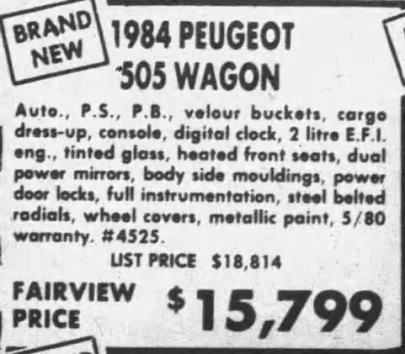 BRAND
NEW
1984 PEUGEOT
505 WAGON
Auto., P.S., P.B., velour buckets, cargo
dress-up, console, digital clock, 2 litre E.F.I.
eng., tinted glass, heated front seats, dual
power mirrors, body side mouldings, power
door locks, full instrumentation, steel belted
radials, wheel covers, metallic paint, 5/80
warranty. #4525.
LIST PRICE $18,814
FAIRVIEW
PRICE
$15,799